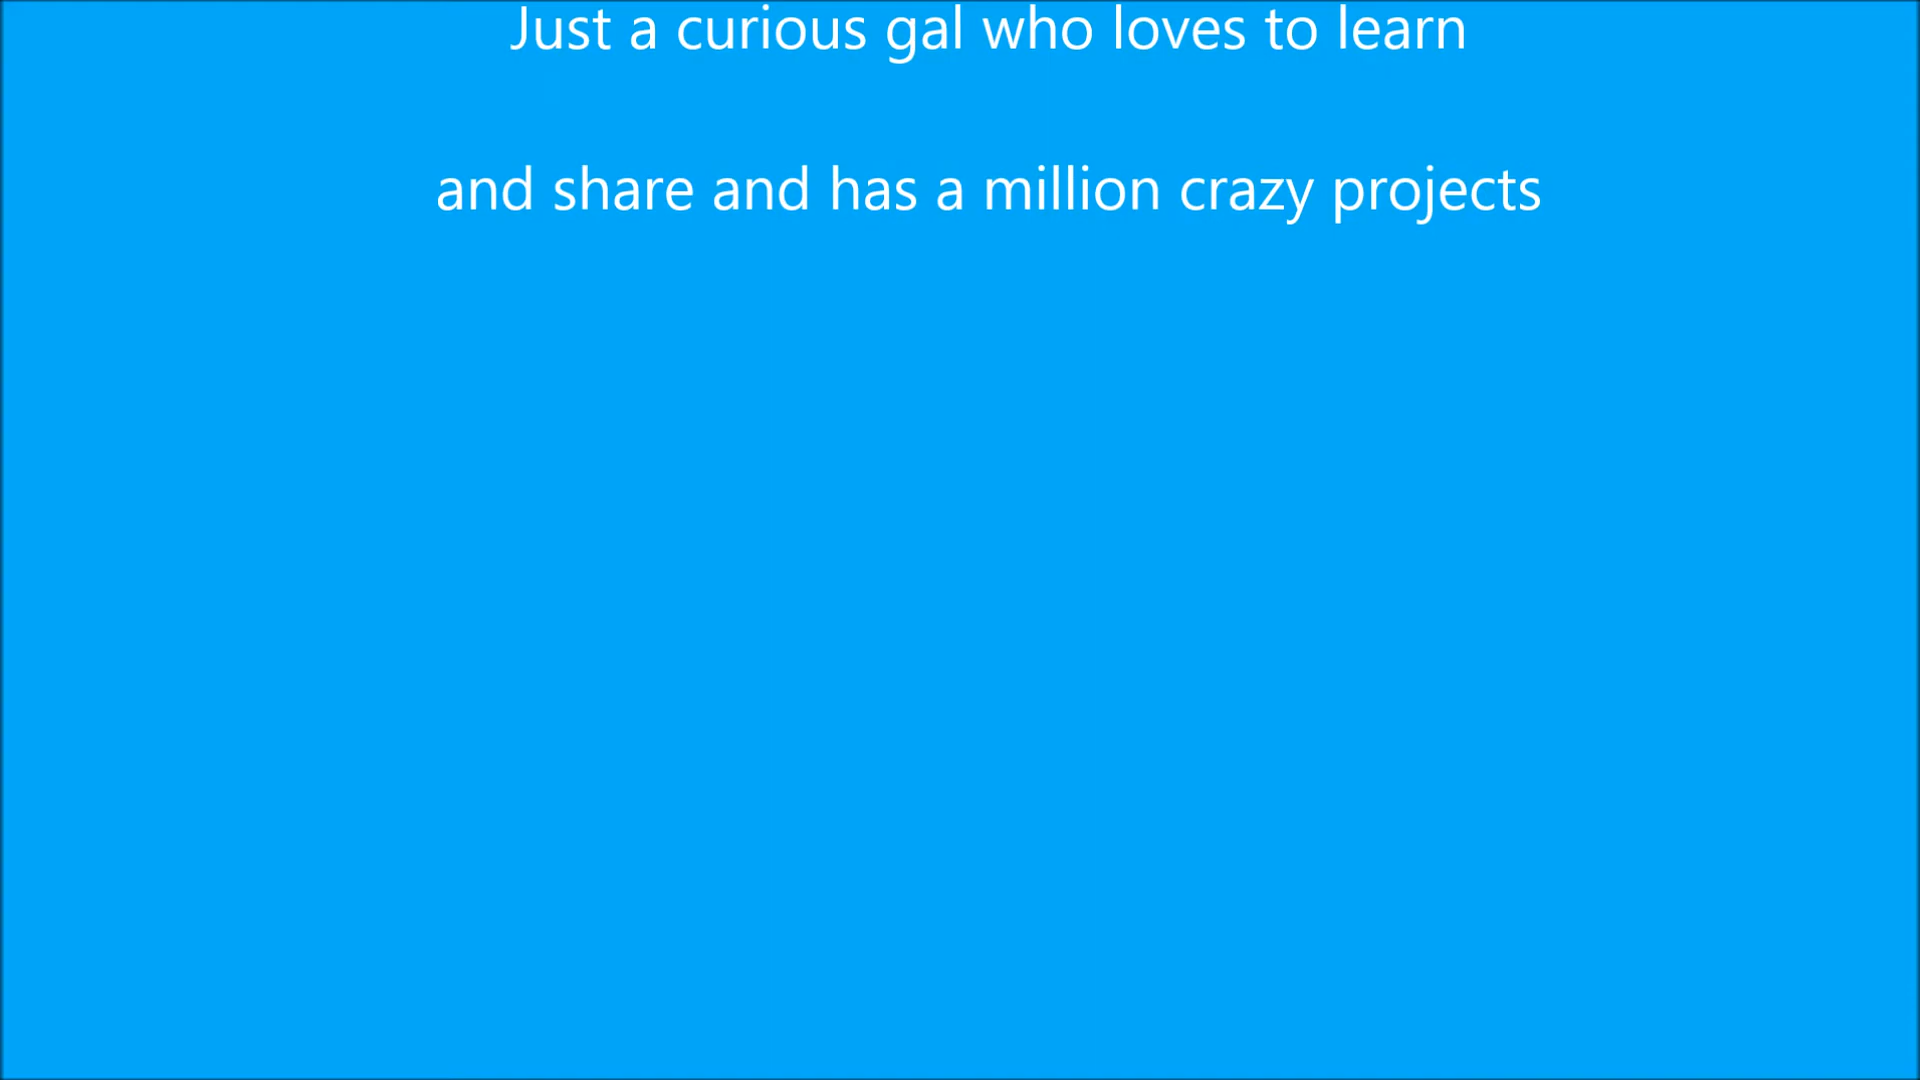 Just a curious gal who loves to learn
and share and has a million crazy projects